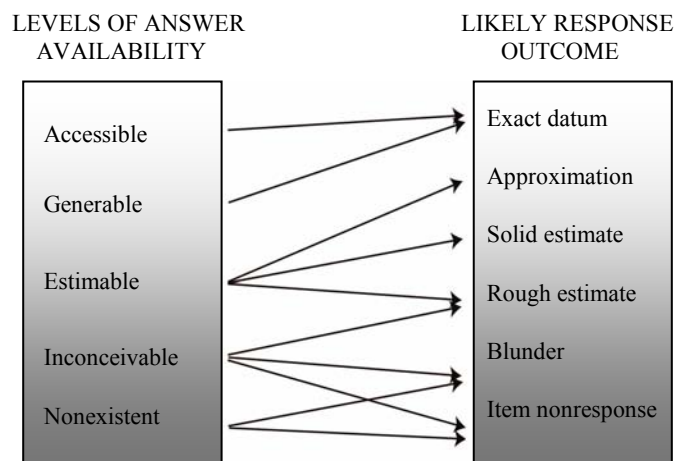 LEVELS OF ANSWER
AVAILABILITY
Accessible
Generable
Estimable
Inconceivable
Nonexistent
LIKELY RESPONSE
OUTCOME
Exact datum
Approximation
Solid estimate
Rough estimate
Blunder
Item nonresponse